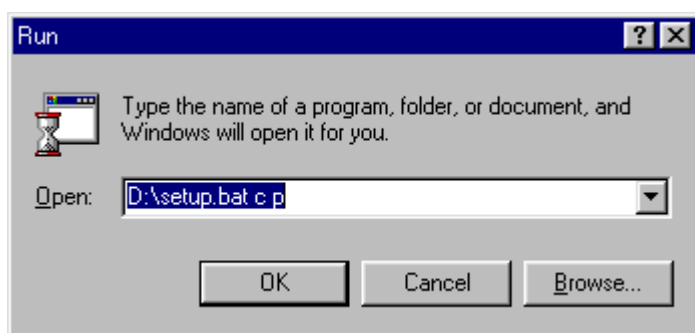 Run
Type the name of a program, folder, or document, and
Windows will open it for you.
Open: D:\setup.bat c p
OK Cancel Browse...